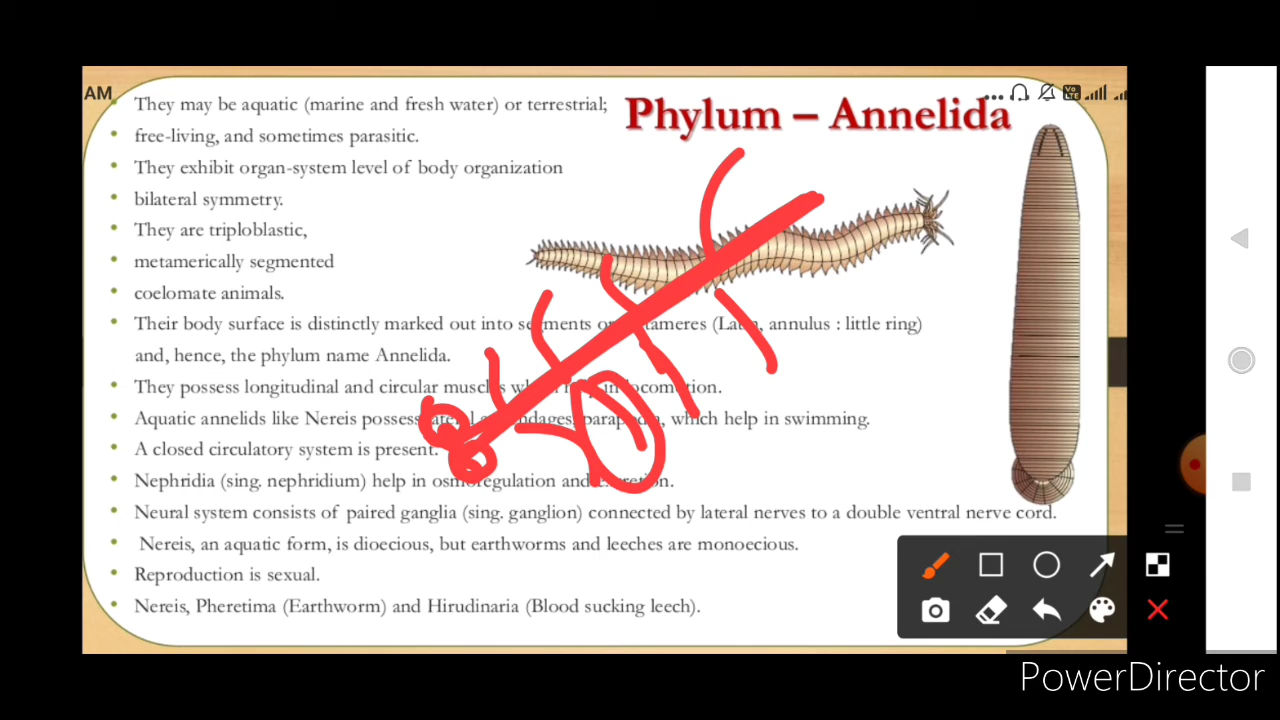 AM
Phylum – Annelida
They may be aquatic (marine and fresh water) or terrestrial;
free-living, and sometimes parasitic.
They exhibit organ-system level of body organization
bilateral symmetry.
They are triploblastic,
metamerically segmented
coelomate animals.
Their body surface is distinctly marked out into segments or metameres (Latin, annulus : little ring)
and, hence, the phylum name Annelida.
They possess longitudinal and circular muscles which help in locomotion.
Aquatic annelids like Nereis possess lateral appendages, parapodia, which help in swimming.
A closed circulatory system is present.
Nephridia (sing. nephridium) help in osmoregulation and excretion.
Neural system consists of paired ganglia (sing. ganglion) connected by lateral nerves to a double ventral nerve cord.
Nereis, an aquatic form, is dioecious, but earthworms and leeches are monoecious.
Reproduction is sexual.
Nereis, Pheretima (Earthworm) and Hirudinaria (Blood sucking leech).
PowerDirector